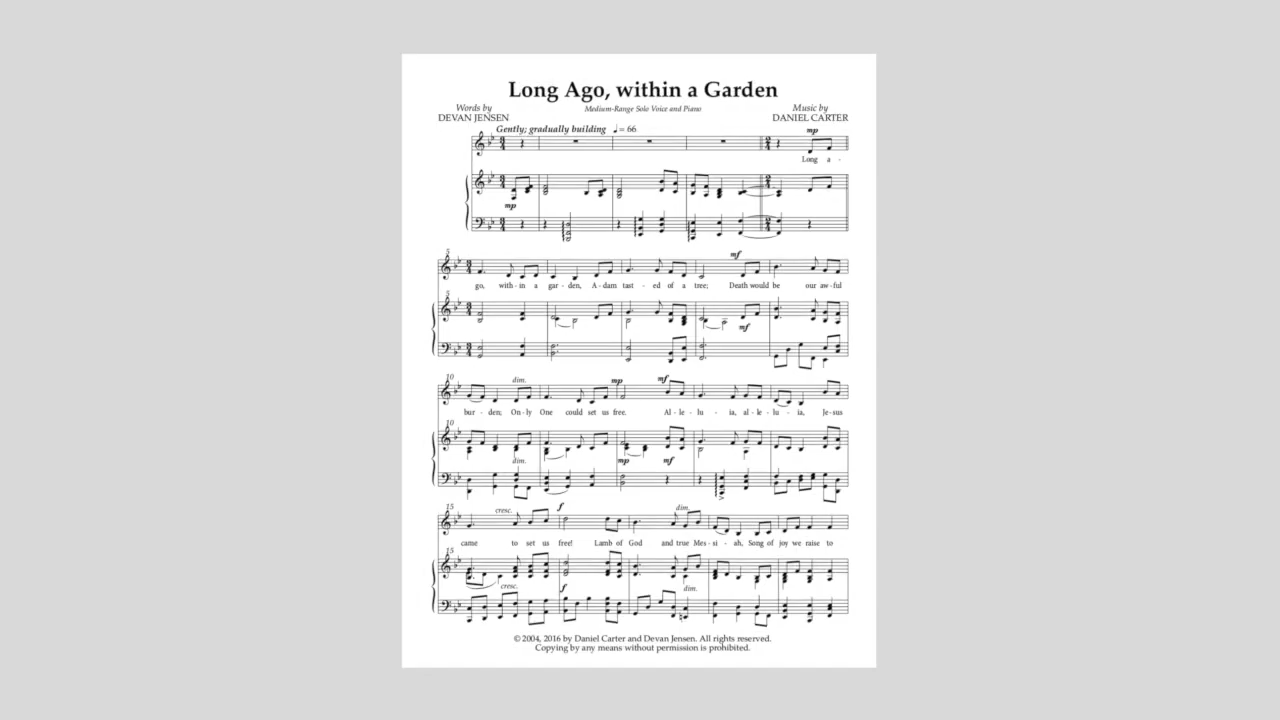 Long Ago, within a Garden
Medium-Range Solo Voice and Piano
Words by
DEVAN JENSEN
Music by
DANIEL CARTER
Gently; gradually building ♩ = 66
mp
Long a -
mp
5
mf
go, with - in a gar - den, A - dam tast - ed of a tree; Death would be our aw - ful
5
mf
10
dim. mp mf
bur - den; On - ly One could set us free. Al - le - lu - ia, al - le - lu - ia, Je - sus
10
dim. mp mf
15
cresc. f dim.
came to set us free! Lamb of God and true Mes - si - ah, Song of joy we raise to
15
cresc. f dim.
© 2004, 2016 by Daniel Carter and Devan Jensen. All rights reserved.
Copying by any means without permission is prohibited.